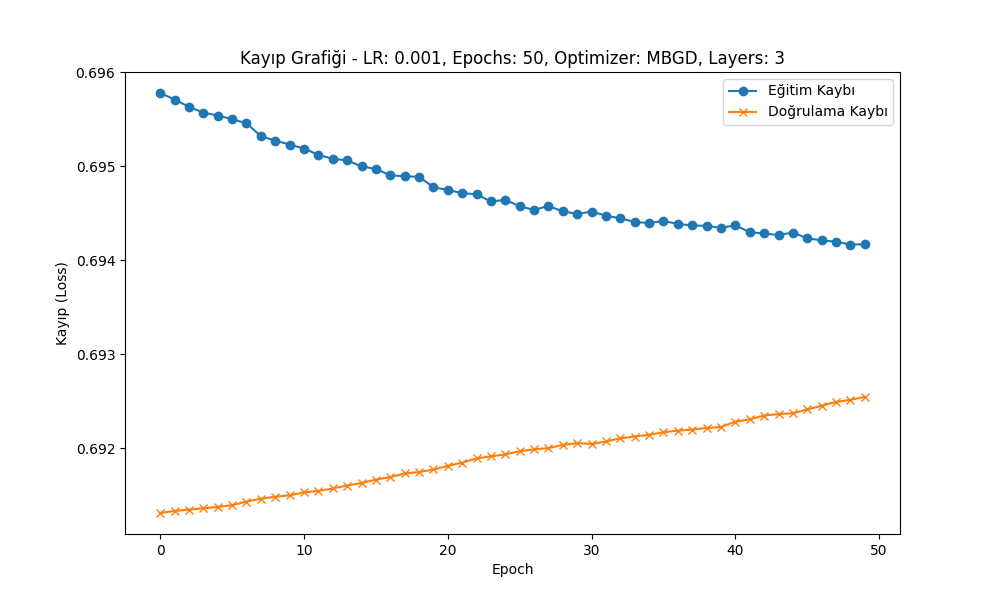 Kayıp Grafiği - LR: 0.001, Epochs: 50, Optimizer: MBGD, Layers: 3
Eğitim Kaybı
Doğrulama Kaybı
Kayıp (Loss)
0.696
0.695
0.694
0.693
0.692
0 10 20 30 40 50
Epoch